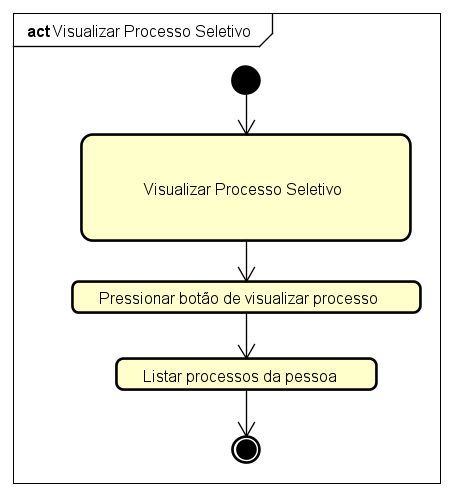 act Visualizar Processo Seletivo
Visualizar Processo Seletivo
Pressionar botão de visualizar processo
Listar processos da pessoa